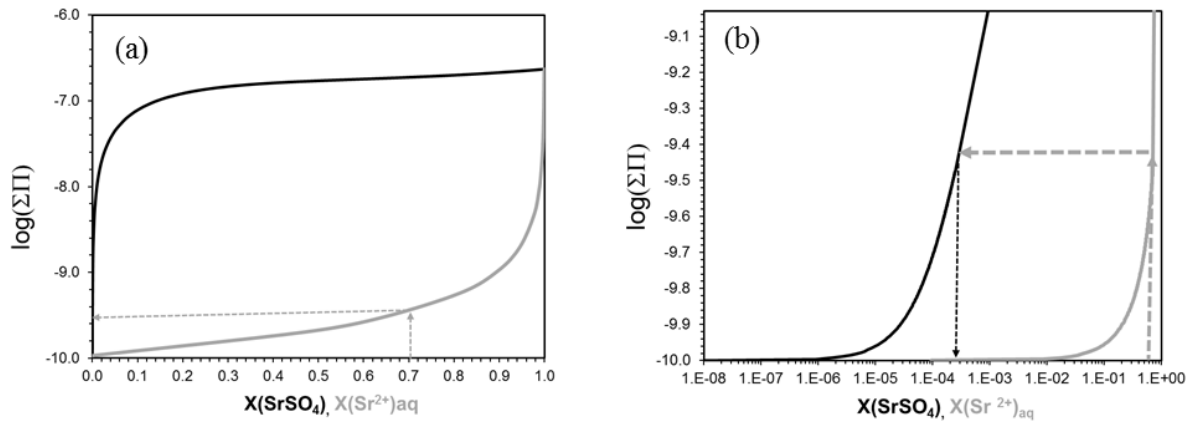 (a)
log(ΣΠ)
-6.0
-7.0
-8.0
-9.0
-10.0
0.0 0.1 0.2 0.3 0.4 0.5 0.6 0.7 0.8 0.9 1.0
X(SrSO₄), X(Sr²⁺)aq
(b)
log(ΣΠ)
-9.1
-9.2
-9.3
-9.4
-9.5
-9.6
-9.7
-9.8
-9.9
-10.0
1.E-08 1.E-07 1.E-06 1.E-05 1.E-04 1.E-03 1.E-02 1.E-01 1.E+00
X(SrSO₄), X(Sr ²⁺)aq